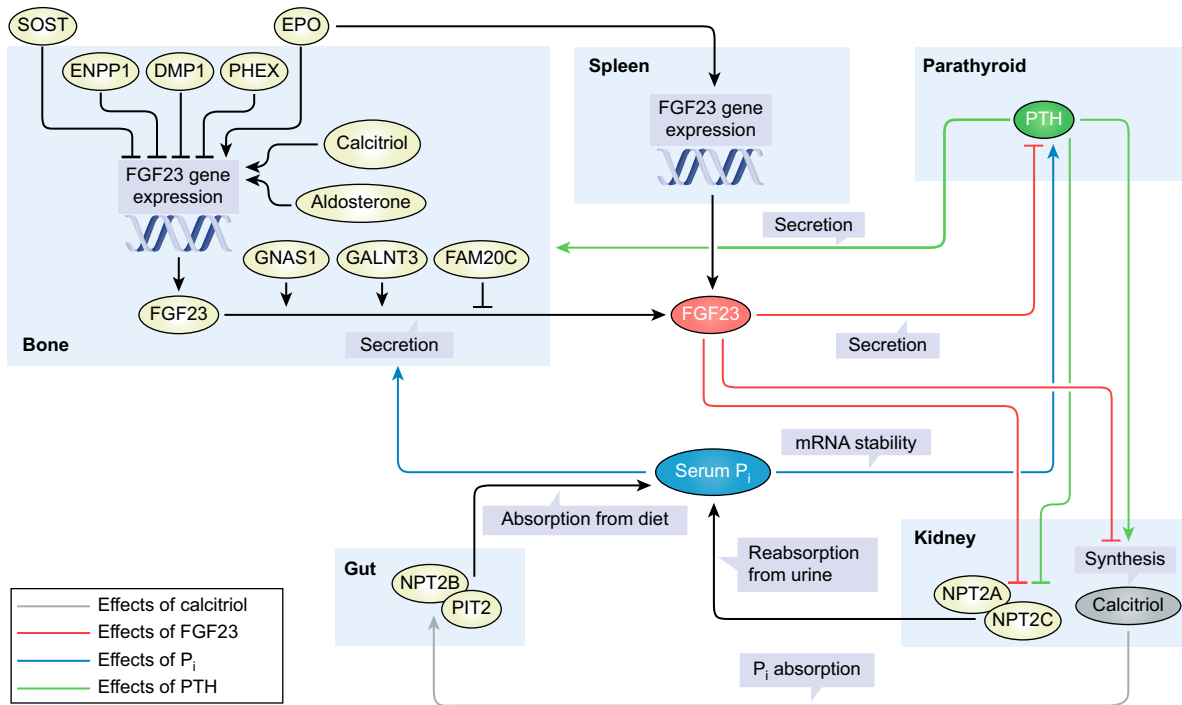 SOST
EPO
ENPP1
DMP1
PHEX
Calcitriol
Aldosterone
FGF23 gene
expression
GNAS1
GALNT3
FAM20C
FGF23
Secretion
Bone
Spleen
FGF23 gene
expression
Parathyroid
PTH
Secretion
FGF23
Secretion
mRNA stability
Serum Pi
Absorption from diet
Reabsorption
from urine
Gut
NPT2B
PIT2
Kidney
Synthesis
NPT2A
NPT2C
Calcitriol
Pi absorption
Effects of calcitriol
Effects of FGF23
Effects of Pi
Effects of PTH